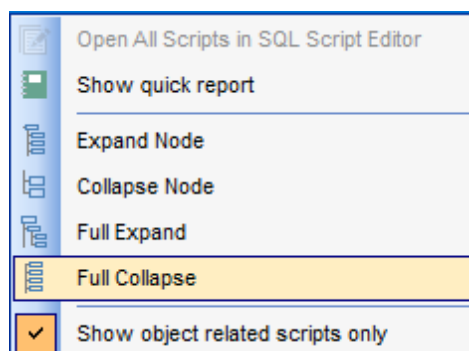 Open All Scripts in SQL Script Editor
Show quick report
Expand Node
Collapse Node
Full Expand
Full Collapse
Show object related scripts only